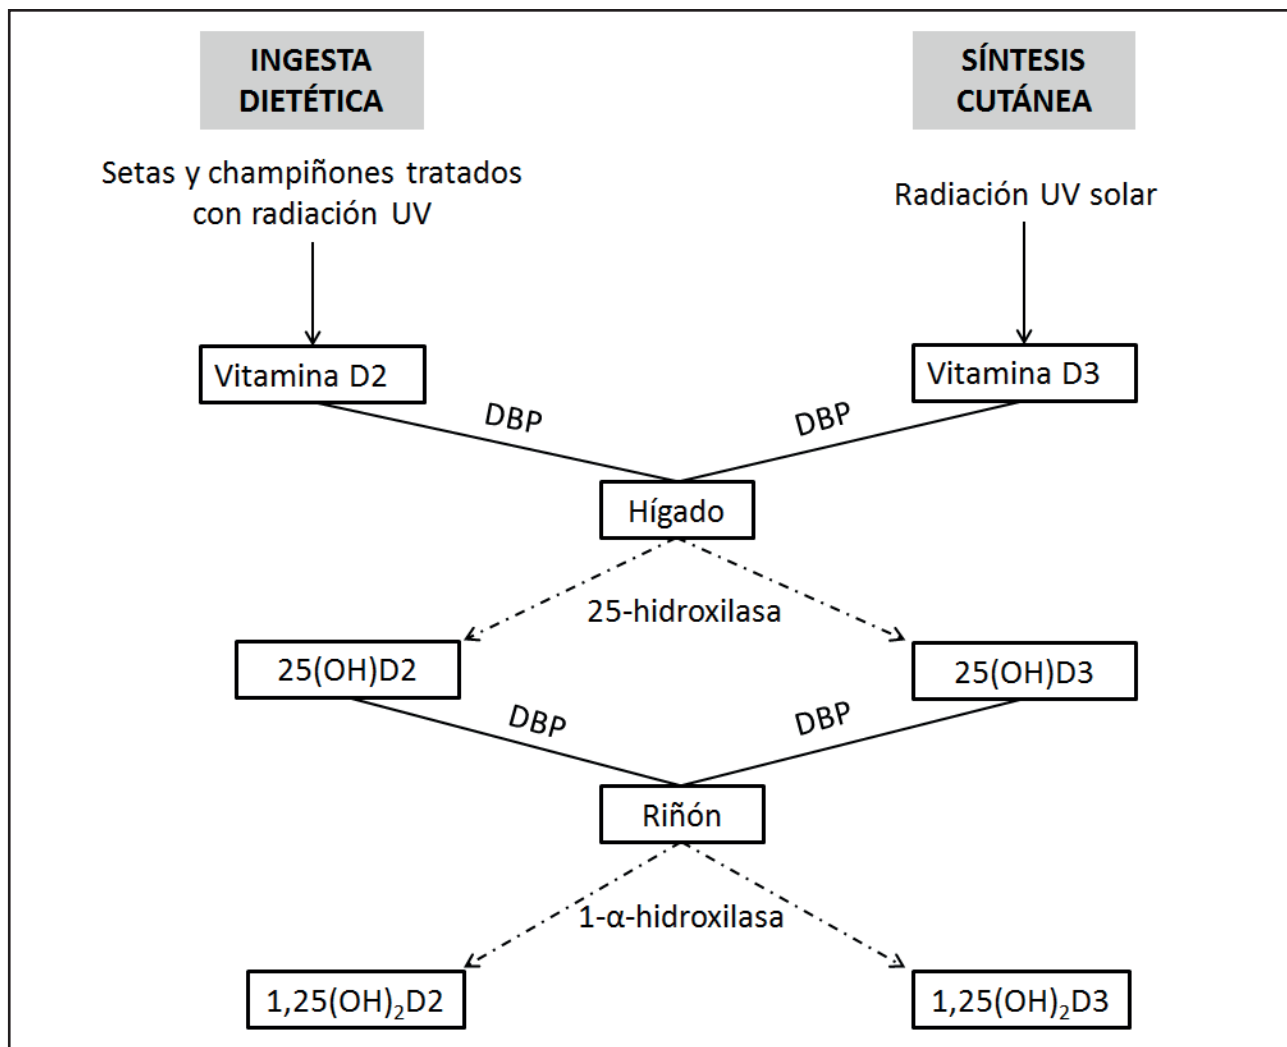 INGESTA
DIETÉTICA
SÍNTESIS
CUTÁNEA
Setas y champiñones tratados
con radiación UV
Radiación UV solar
Vitamina D2
Vitamina D3
DBP
DBP
Hígado
25-hidroxilasa
25(OH)D2
25(OH)D3
DBP
DBP
Riñón
1-α-hidroxilasa
1,25(OH)₂D2
1,25(OH)₂D3